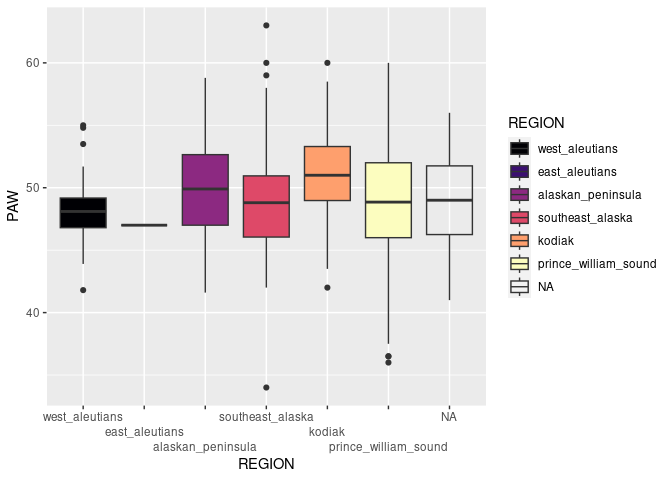 60
50
40
PAW
west_aleutians
southeast_alaska
NA
east_aleutians
kodiak
alaskan_peninsula
prince_william_sound
REGION
REGION
west_aleutians
east_aleutians
alaskan_peninsula
southeast_alaska
kodiak
prince_william_sound
NA